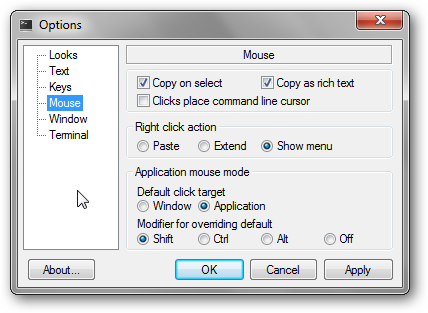 Options
Looks
Text
Keys
Mouse
Window
Terminal
Mouse
Copy on select Copy as rich text
Clicks place command line cursor
Right click action
Paste Extend Show menu
Application mouse mode
Default click target
Window Application
Modifier for overriding default
Shift Ctrl Alt Off
About... OK Cancel Apply